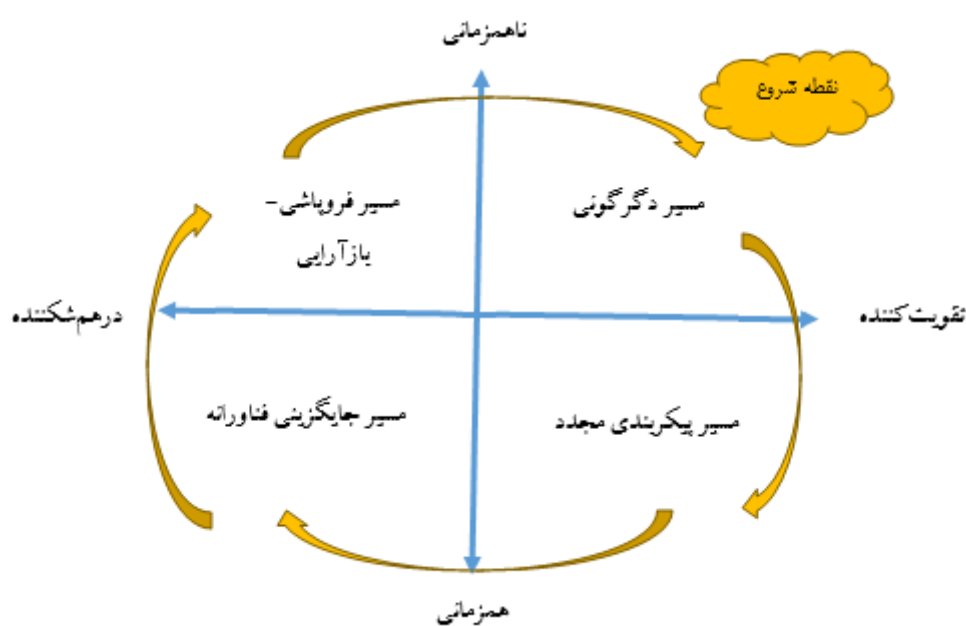 ناهمزمانی
نقطه شروع
مسیر دگرگونی
مسیر فروپاشی-
بازآرایی
تقویت‌کننده
درهم‌شکننده
مسیر پیکربندی مجدد
مسیر جایگزینی فناورانه
همزمانی